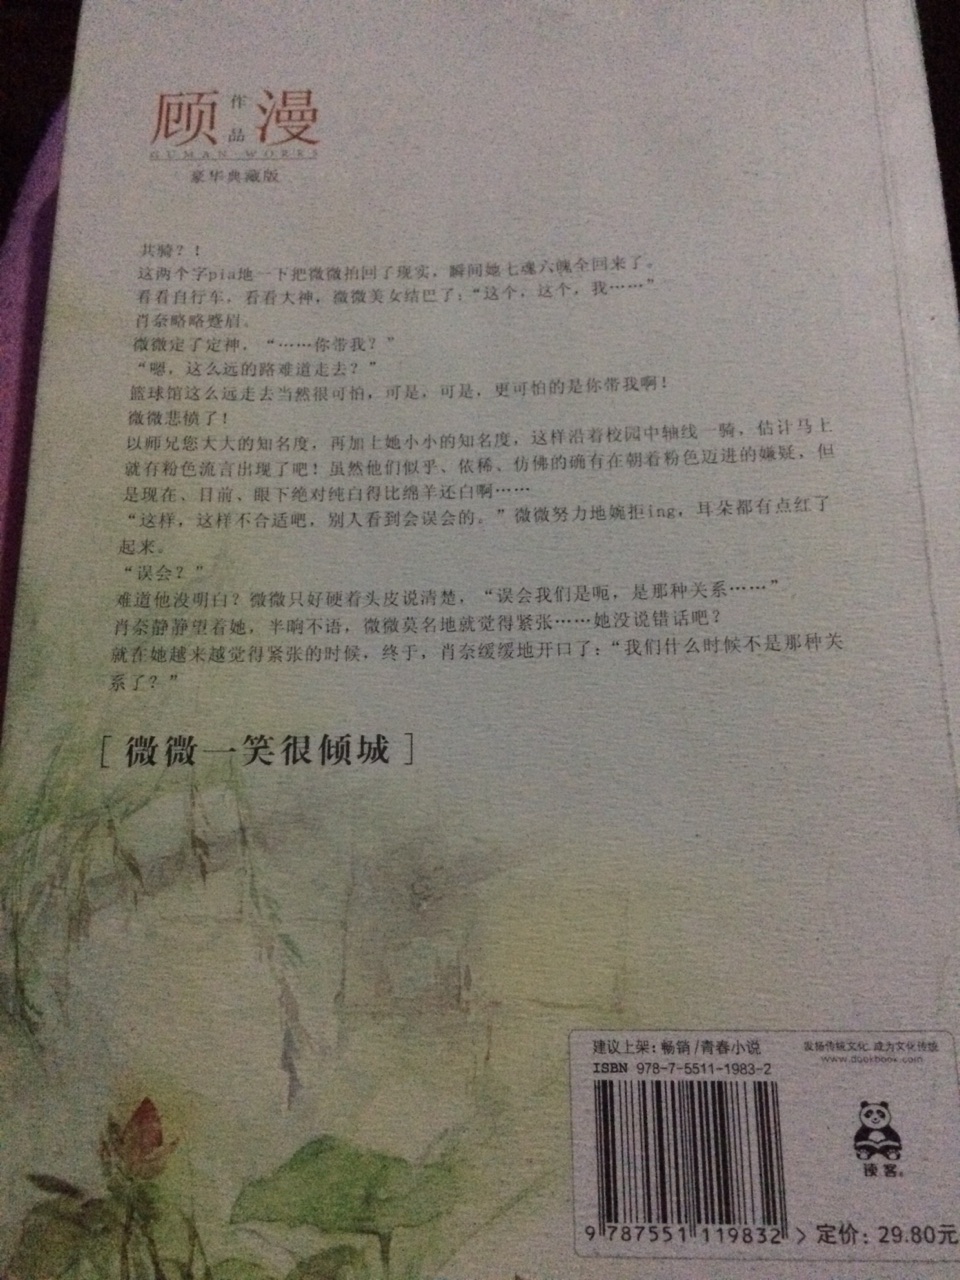 顾漫
作品
GUMAN WORKS
豪华典藏版
共骑？！
这两个字pia地一下把微微拍回了现实，瞬间她七魂六魄全回来了。
看看自行车，看看大神，微微美女结巴了：“这个，这个，我……”
肖奈略略蹙眉。
微微定了定神，“……你带我？”
“嗯，这么远的路难道走去？”
篮球馆这么远走去当然很可怕，可是，可是，更可怕的是你带我啊！
微微悲愤了！
以师兄您大大的知名度，再加上她小小的知名度，这样沿着校园中轴线一骑，估计马上
就有粉色流言出现了吧！虽然他们似乎、依稀、仿佛的确有在朝着粉色迈进的嫌疑，但
是现在、目前、眼下绝对纯白得比绵羊还白啊……
“这样，这样不合适吧，别人看到会误会的。”微微努力地婉拒ing，耳朵都有点红了
起来。
“误会？”
难道他没明白？微微只好硬着头皮说清楚，“误会我们是呃，是那种关系……”
肖奈静静望着她，半晌不语，微微莫名地就觉得紧张……她没说错话吧？
就在她越来越觉得紧张的时候，终于，肖奈缓缓地开口了：“我们什么时候不是那种关
系了？”
[ 微微一笑很倾城 ]
建议上架：畅销/青春小说
ISBN 978-7-5511-1983-2
发扬传统文化，成为文化传统
www.dookbook.com
读客®
9 787551 119832 >
定价：29.80元